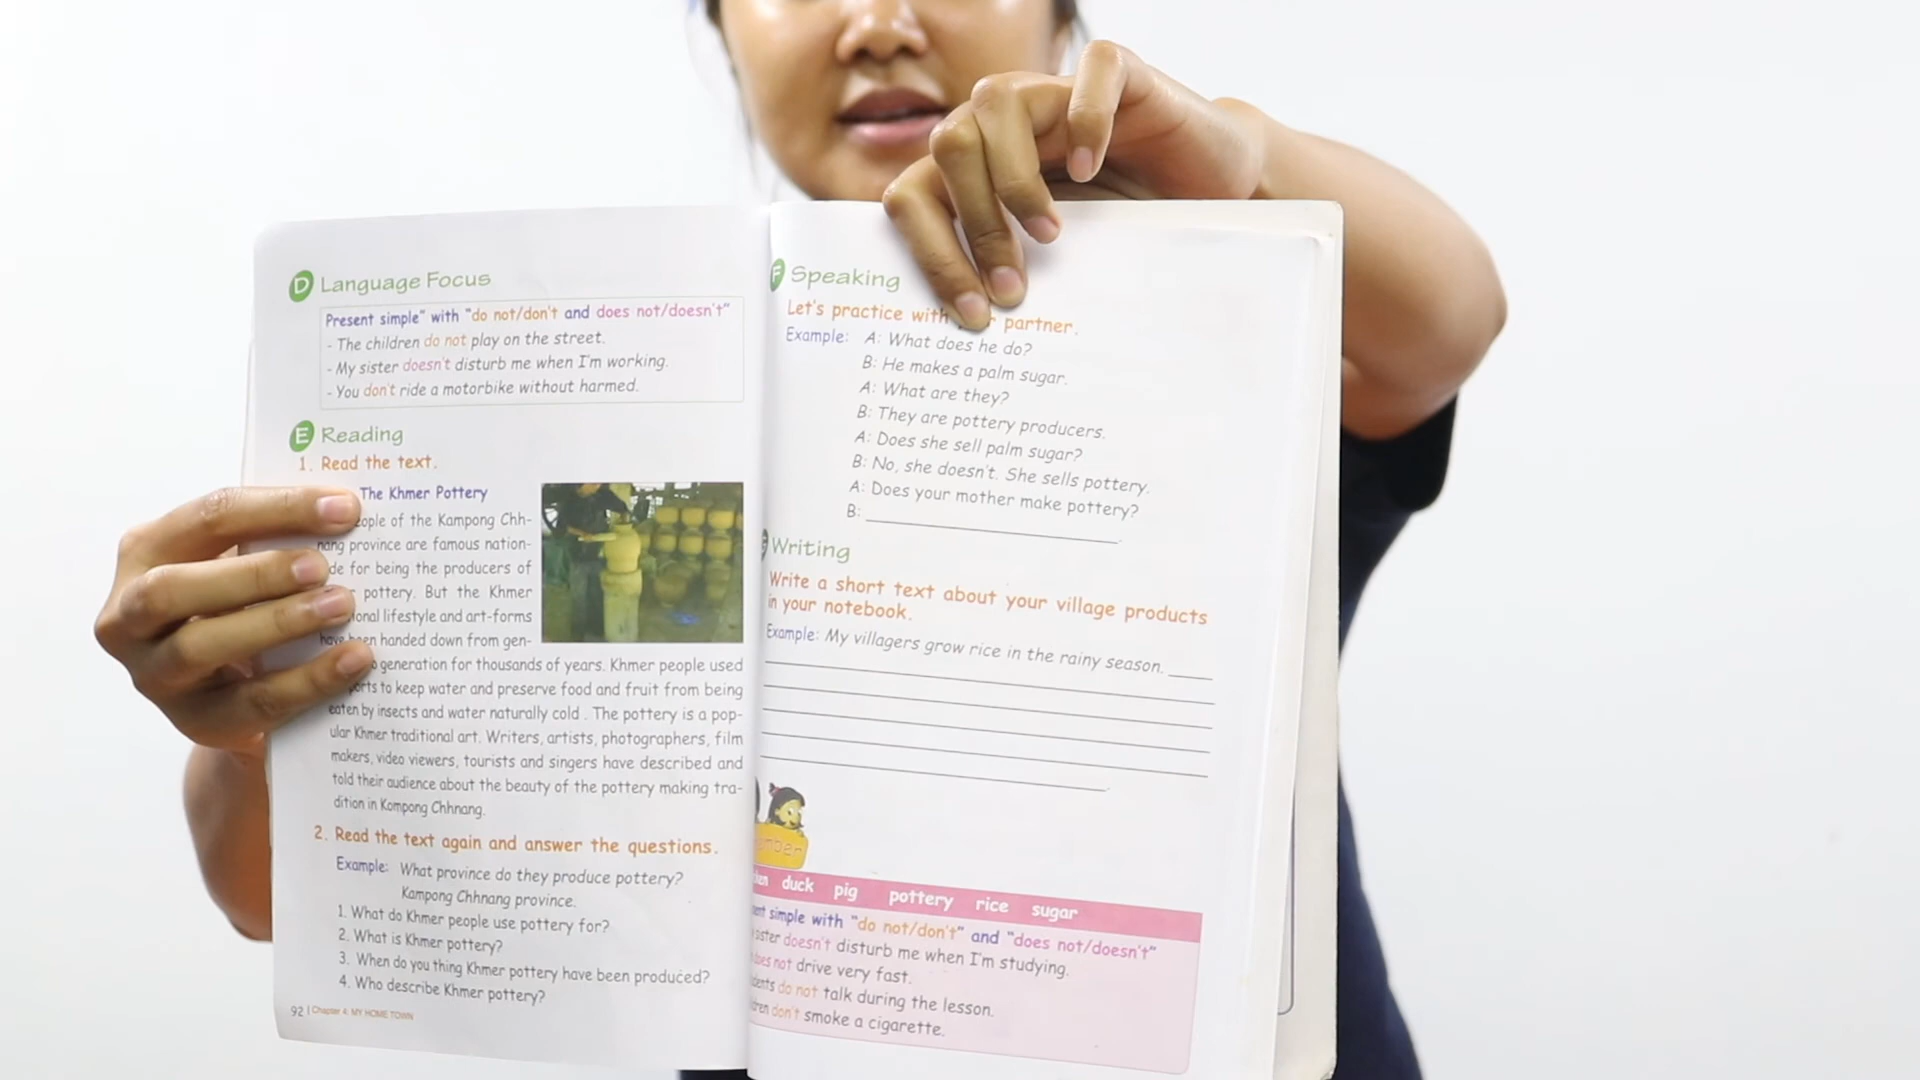 D Language Focus
Present simple" with "do not/don't and does not/doesn't"
- The children do not play on the street.
- My sister doesn't disturb me when I'm working.
- You don't ride a motorbike without harmed.
E Reading
1. Read the text.
The Khmer Pottery
of the Kampong Chh-
nang province are famous nation-
for being the producers of
pottery. But the Khmer
lifestyle and art-forms
have been handed down from gen-
generation for thousands of years. Khmer people used
to keep water and preserve food and fruit from being
eaten by insects and water naturally cold . The pottery is a pop-
ular Khmer traditional art. Writers, artists, photographers, film
makers, video viewers, tourists and singers have described and
told their audience about the beauty of the pottery making tra-
dition in Kompong Chhnang.
2. Read the text again and answer the questions.
Example: What province do they produce pottery?
Kampong Chhnang province.
1. What do Khmer people use pottery for?
2. What is Khmer pottery?
3. When do you thing Khmer pottery have been produced?
4. Who describe Khmer pottery?
92 | Chapter 4: MY HOME TOWN
F Speaking
Let's practice with partner.
Example: A: What does he do?
B: He makes a palm sugar.
A: What are they?
B: They are pottery producers.
A: Does she sell palm sugar?
B: No, she doesn't. She sells pottery.
A: Does your mother make pottery?
B:
Writing
Write a short text about your village products
in your notebook.
Example: My villagers grow rice in the rainy season.
duck pig pottery rice sugar
simple with "do not/don't" and "does not/doesn't"
sister doesn't disturb me when I'm studying.
does not drive very fast.
do not talk during the lesson.
don't smoke a cigarette.